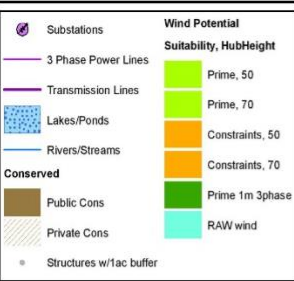 Substations
3 Phase Power Lines
Transmission Lines
Lakes/Ponds
Rivers/Streams
Conserved
Public Cons
Private Cons
Structures w/1ac buffer
Wind Potential
Suitability, HubHeight
Prime, 50
Prime, 70
Constraints, 50
Constraints, 70
Prime 1m 3phase
RAW wind